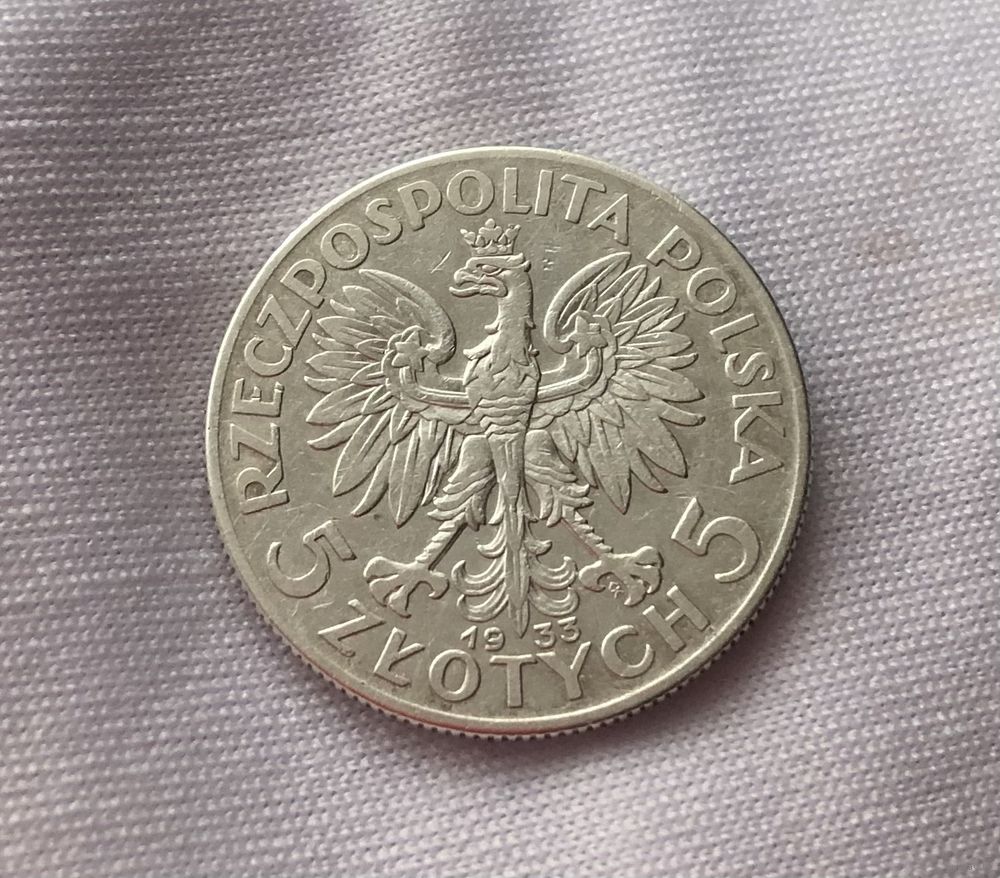 RZECZPOSPOLITA POLSKA
1933
5 ZŁOTYCH 5